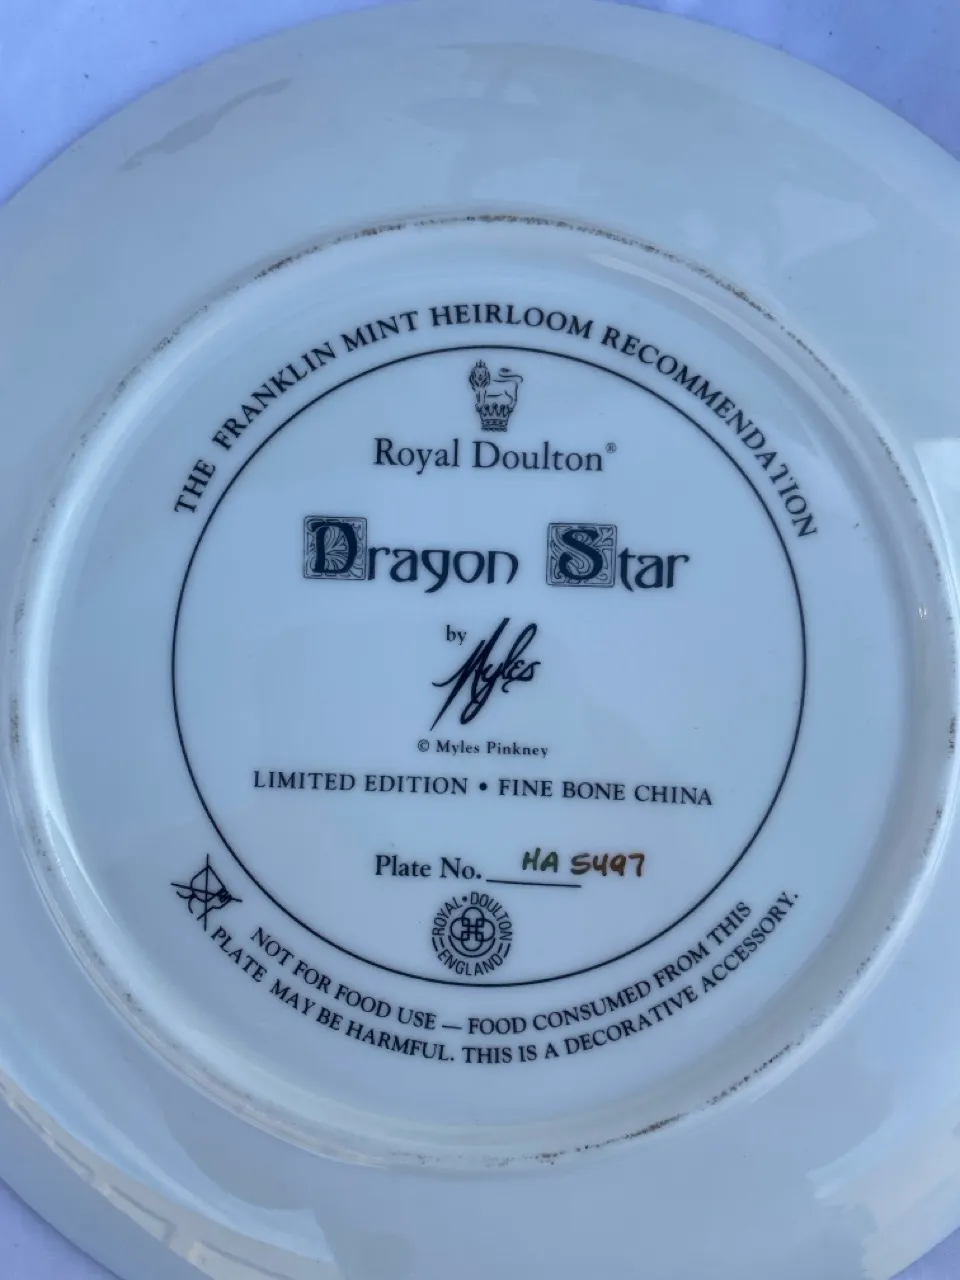 THE FRANKLIN MINT HEIRLOOM RECOMMENDATION
Royal Doulton®
Dragon Star
by Myles
© Myles Pinkney
LIMITED EDITION • FINE BONE CHINA
Plate No. HA 5497
ROYAL • DOULTON
ENGLAND
NOT FOR FOOD USE — FOOD CONSUMED FROM THIS
PLATE MAY BE HARMFUL. THIS IS A DECORATIVE ACCESSORY.